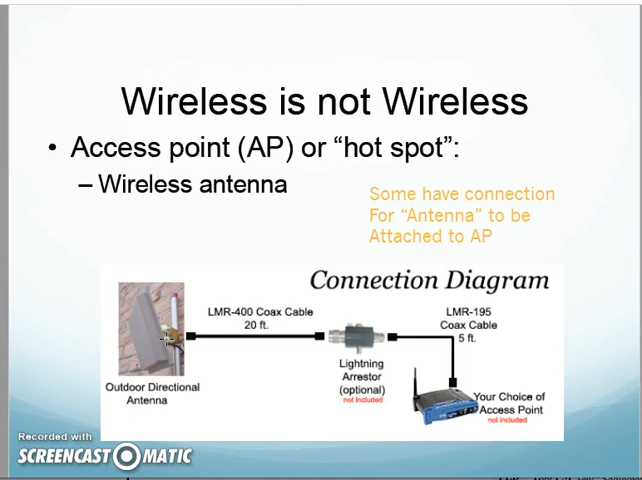 Wireless is not Wireless
• Access point (AP) or “hot spot”:
– Wireless antenna
Some have connection
For “Antenna” to be
Attached to AP
Connection Diagram
LMR-400 Coax Cable
20 ft.
LMR-195
Coax Cable
5 ft.
Lightning
Arrestor
(optional)
not included
Outdoor Directional
Antenna
Your Choice of
Access Point
not included
Recorded with
SCREENCAST MATIC